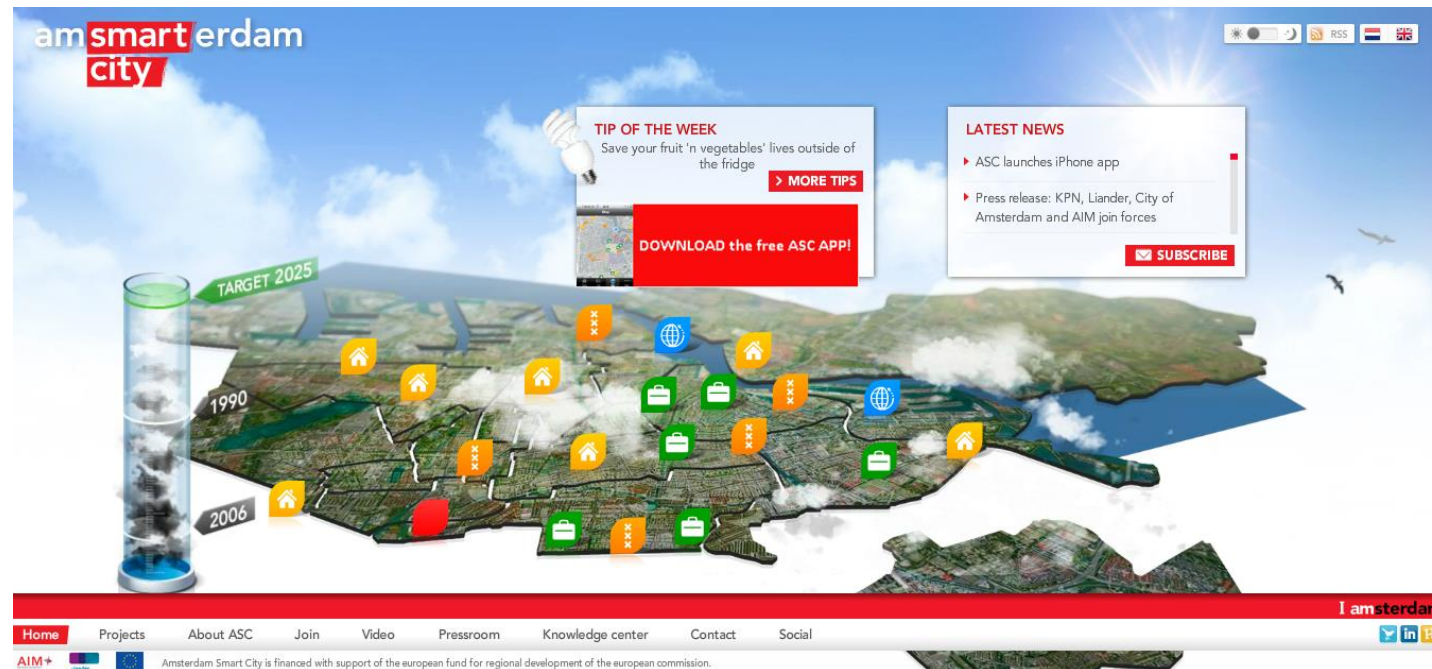 amsmarterdam
city
RSS
TIP OF THE WEEK
Save your fruit 'n vegetables' lives outside of
the fridge
> MORE TIPS
DOWNLOAD the free ASC APP!
LATEST NEWS
ASC launches iPhone app
Press release: KPN, Liander, City of
Amsterdam and AIM join forces
SUBSCRIBE
TARGET 2025
1990
2006
I amsterdam
Home Projects About ASC Join Video Pressroom Knowledge center Contact Social
in
AIM
Amsterdam Smart City is financed with support of the european fund for regional development of the european commission.